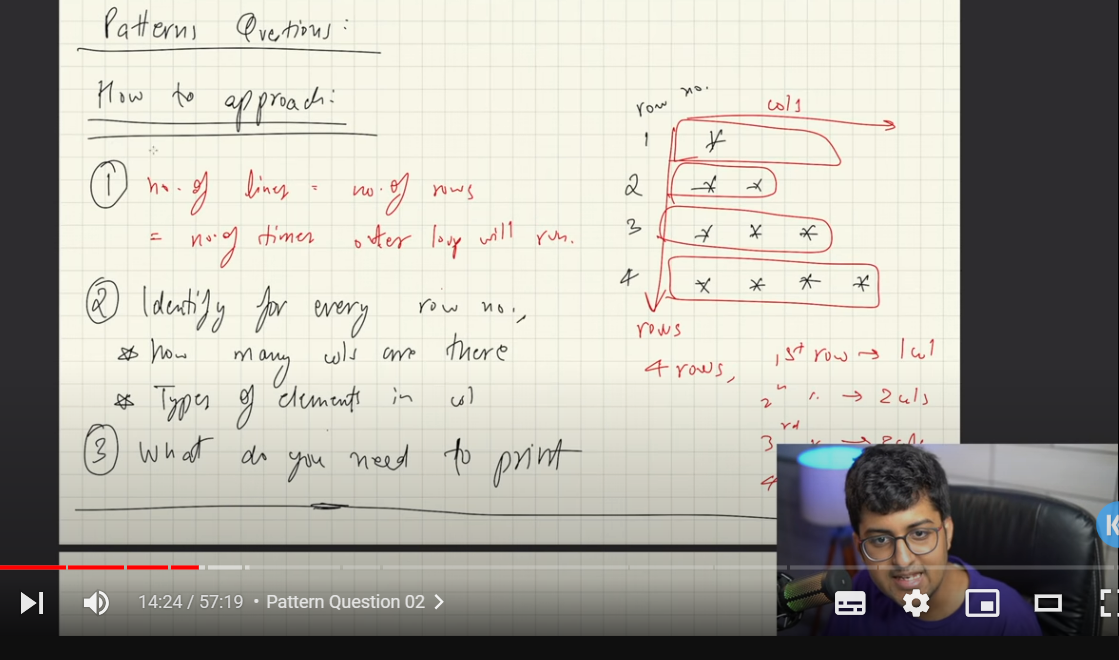 Patterns Questions:
How to approach:
① no. of lines = no. of rows
= no. of times outer loop will run.
② Identify for every row no.,
* how many cols are there
* Types of elements in col
③ What do you need to print
row no.
cols
1 *
2 * *
3 * * *
4 * * * *
rows
4 rows,
1st row → 1 col
2nd " → 2 cols
3rd
4
K
14:24 / 57:19 • Pattern Question 02